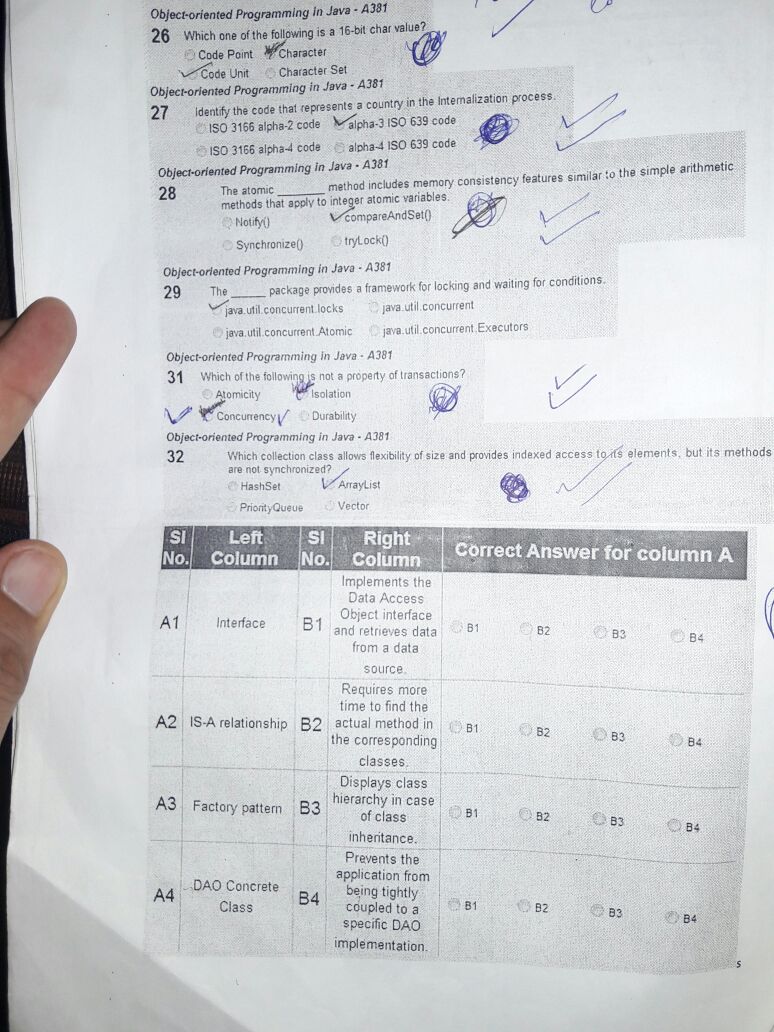 Object-oriented Programming in Java - A381
26 Which one of the following is a 16-bit char value?
Code Point Character
Code Unit Character Set
Object-oriented Programming in Java - A381
27 Identify the code that represents a country in the Internalization process.
ISO 3166 alpha-2 code alpha-3 ISO 639 code
ISO 3166 alpha-4 code alpha-4 ISO 639 code
Object-oriented Programming in Java - A381
28 The atomic ________ method includes memory consistency features similar to the simple arithmetic
methods that apply to integer atomic variables.
Notify() compareAndSet()
Synchronize() tryLock()
Object-oriented Programming in Java - A381
29 The ______ package provides a framework for locking and waiting for conditions.
java.util.concurrent.locks java.util.concurrent
java.util.concurrent.Atomic java.util.concurrent.Executors
Object-oriented Programming in Java - A381
31 Which of the following is not a property of transactions?
Atomicity Isolation
Concurrency Durability
Object-oriented Programming in Java - A381
32 Which collection class allows flexibility of size and provides indexed access to its elements, but its methods
are not synchronized?
HashSet ArrayList
PriorityQueue Vector
Sl No. Left Column Sl No. Right Column Correct Answer for column A
A1 Interface B1 Implements the
Data Access
Object interface
and retrieves data
from a data
source.
B1 B2 B3 B4
A2 IS-A relationship B2 Requires more
time to find the
actual method in
the corresponding
classes.
B1 B2 B3 B4
A3 Factory pattern B3 Displays class
hierarchy in case
of class
inheritance.
B1 B2 B3 B4
A4 DAO Concrete
Class
B4 Prevents the
application from
being tightly
coupled to a
specific DAO
implementation.
B1 B2 B3 B4
5